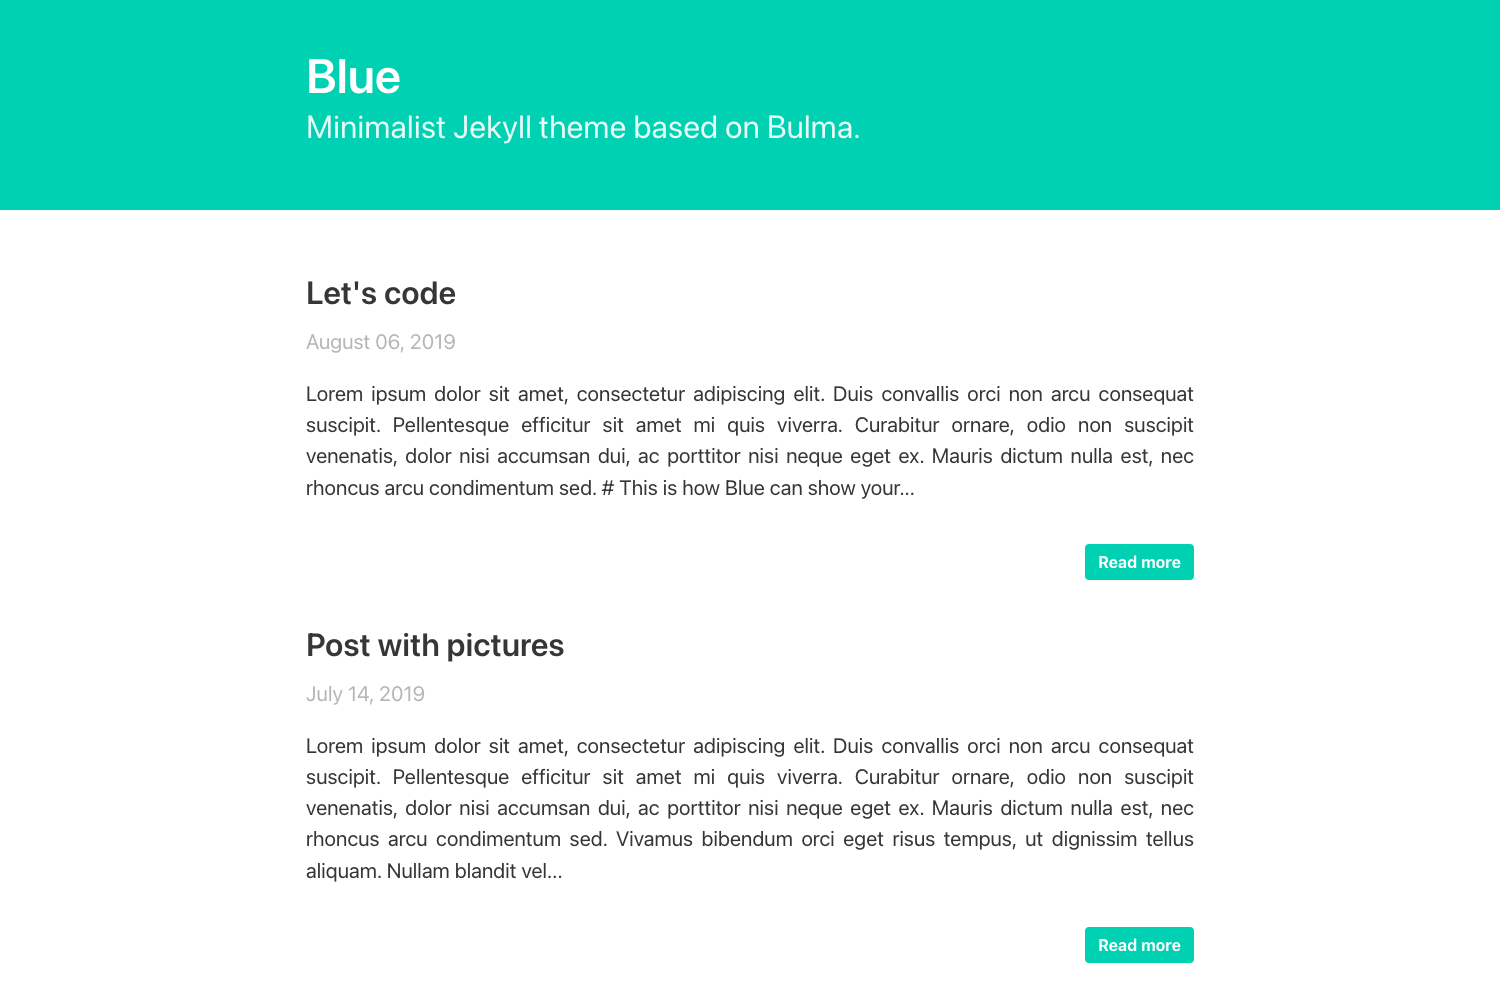 Blue
Minimalist Jekyll theme based on Bulma.
Let's code
August 06, 2019
Lorem ipsum dolor sit amet, consectetur adipiscing elit. Duis convallis orci non arcu consequat
suscipit. Pellentesque efficitur sit amet mi quis viverra. Curabitur ornare, odio non suscipit
venenatis, dolor nisi accumsan dui, ac porttitor nisi neque eget ex. Mauris dictum nulla est, nec
rhoncus arcu condimentum sed. # This is how Blue can show your...
Read more
Post with pictures
July 14, 2019
Lorem ipsum dolor sit amet, consectetur adipiscing elit. Duis convallis orci non arcu consequat
suscipit. Pellentesque efficitur sit amet mi quis viverra. Curabitur ornare, odio non suscipit
venenatis, dolor nisi accumsan dui, ac porttitor nisi neque eget ex. Mauris dictum nulla est, nec
rhoncus arcu condimentum sed. Vivamus bibendum orci eget risus tempus, ut dignissim tellus
aliquam. Nullam blandit vel...
Read more